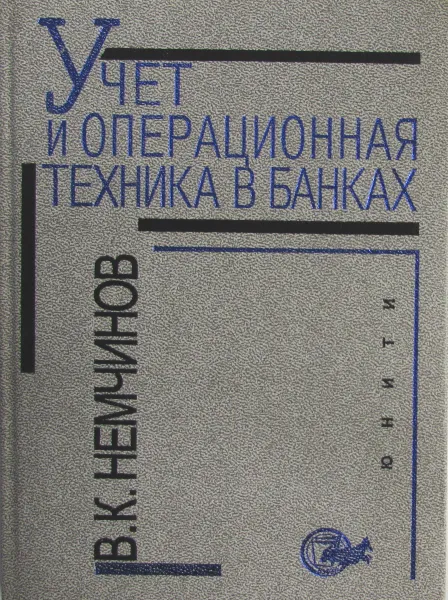 Учет
и операционная
техника в банках
В.К. НЕМЧИНОВ
ЮНИТИ